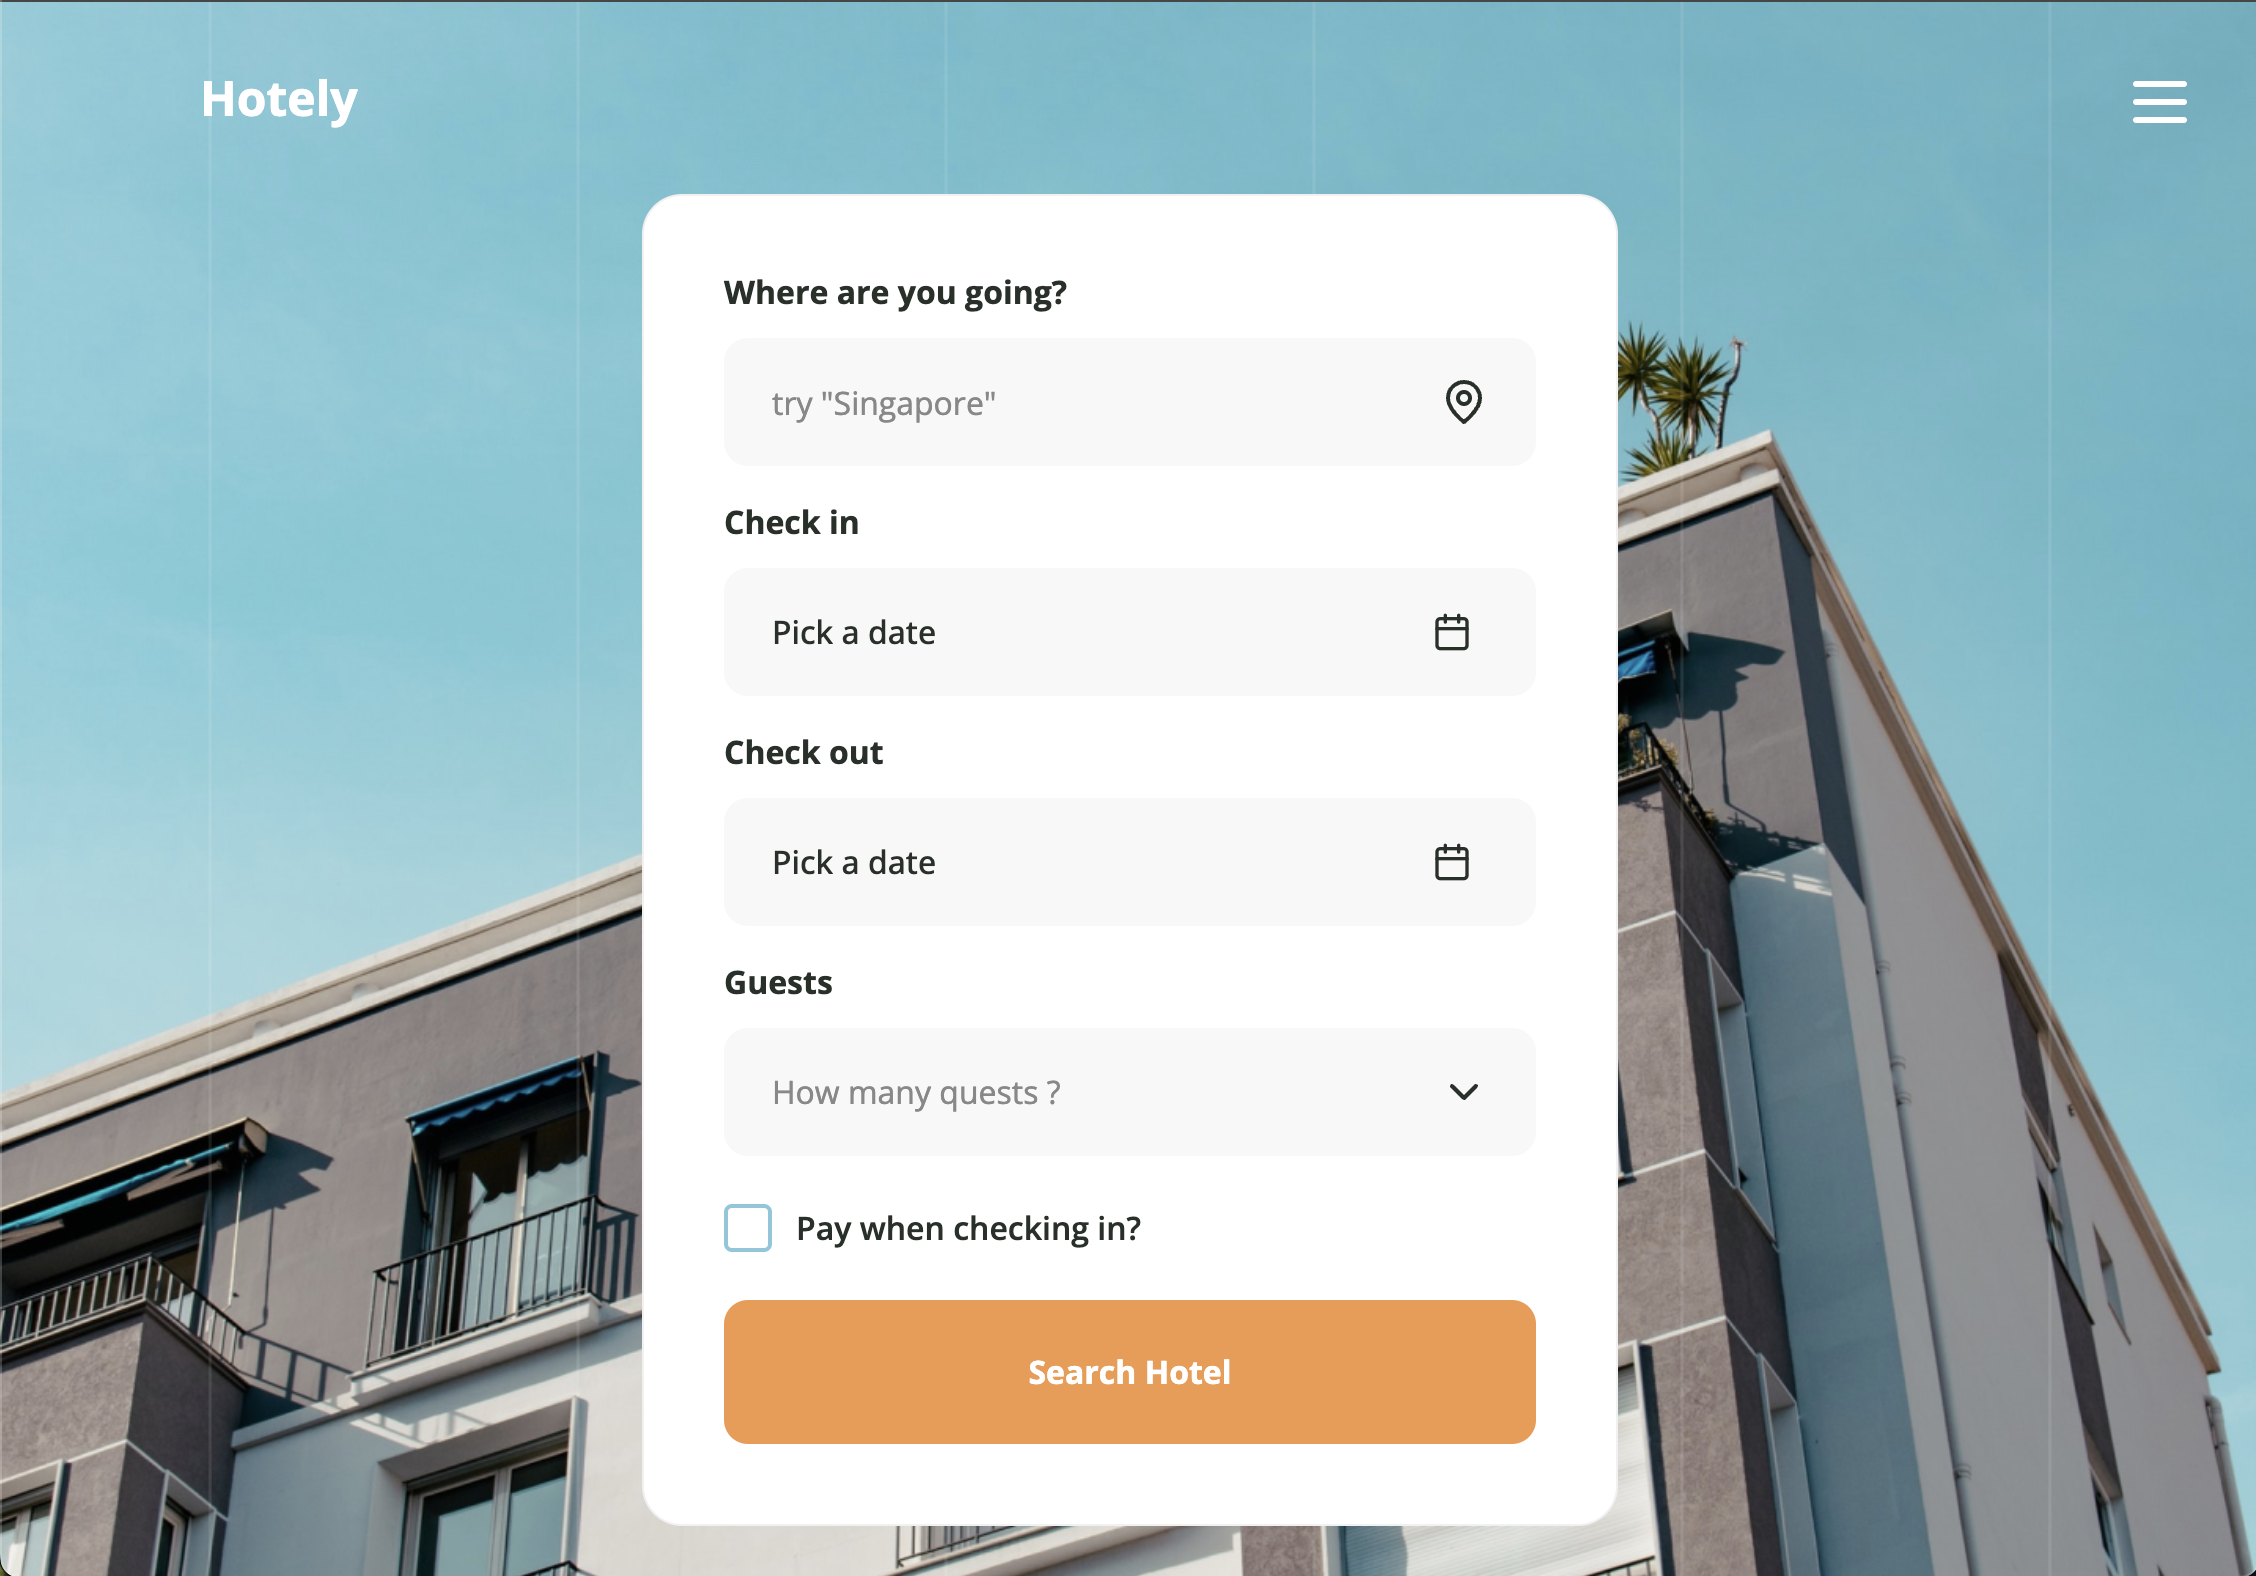 Hotely
Where are you going?
try "Singapore"
Check in
Pick a date
Check out
Pick a date
Guests
How many quests ?
Pay when checking in?
Search Hotel